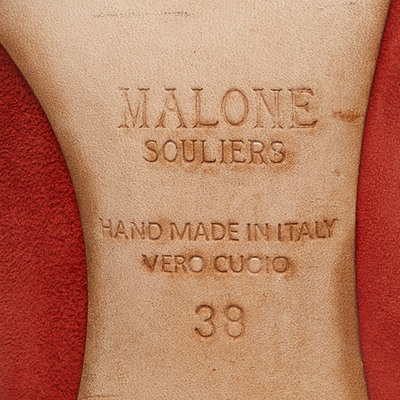 MALONE
SOULIERS
HAND MADE IN ITALY
VERO CUOIO
38